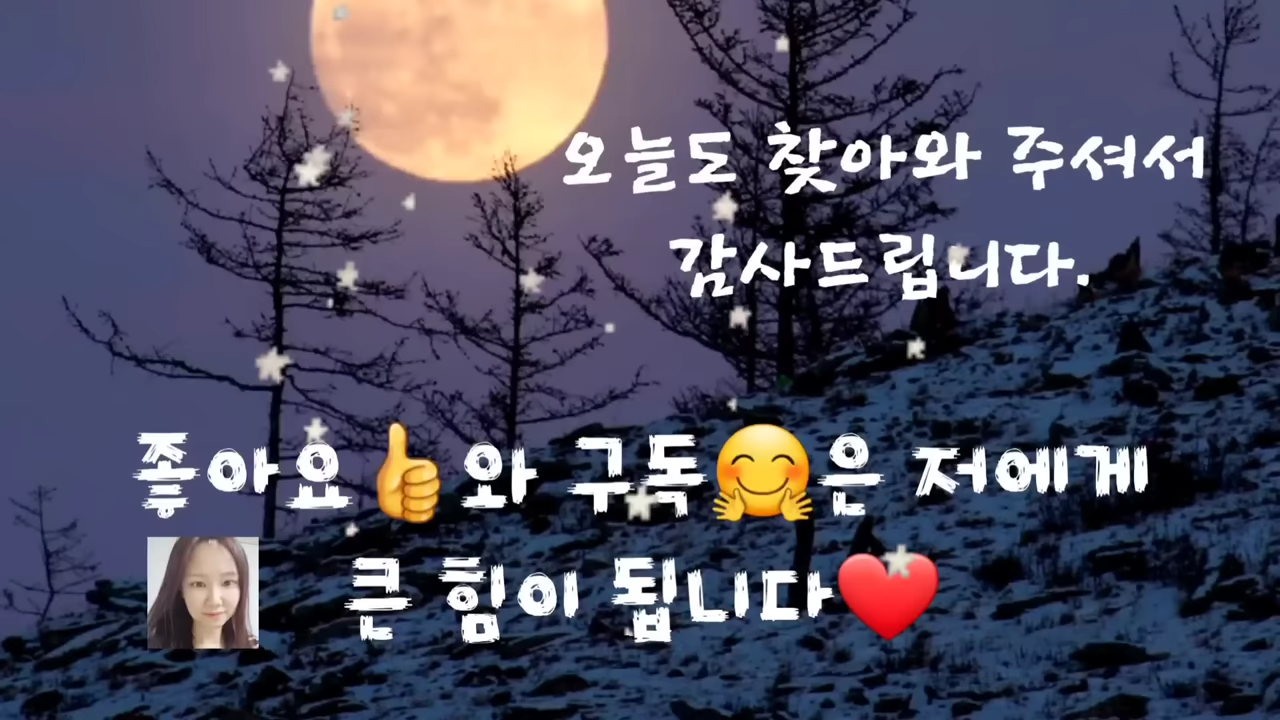 오늘도 찾아와 주셔서
감사드립니다.
좋아요👍와 구독🤗은 저에게
큰 힘이 됩니다❤️